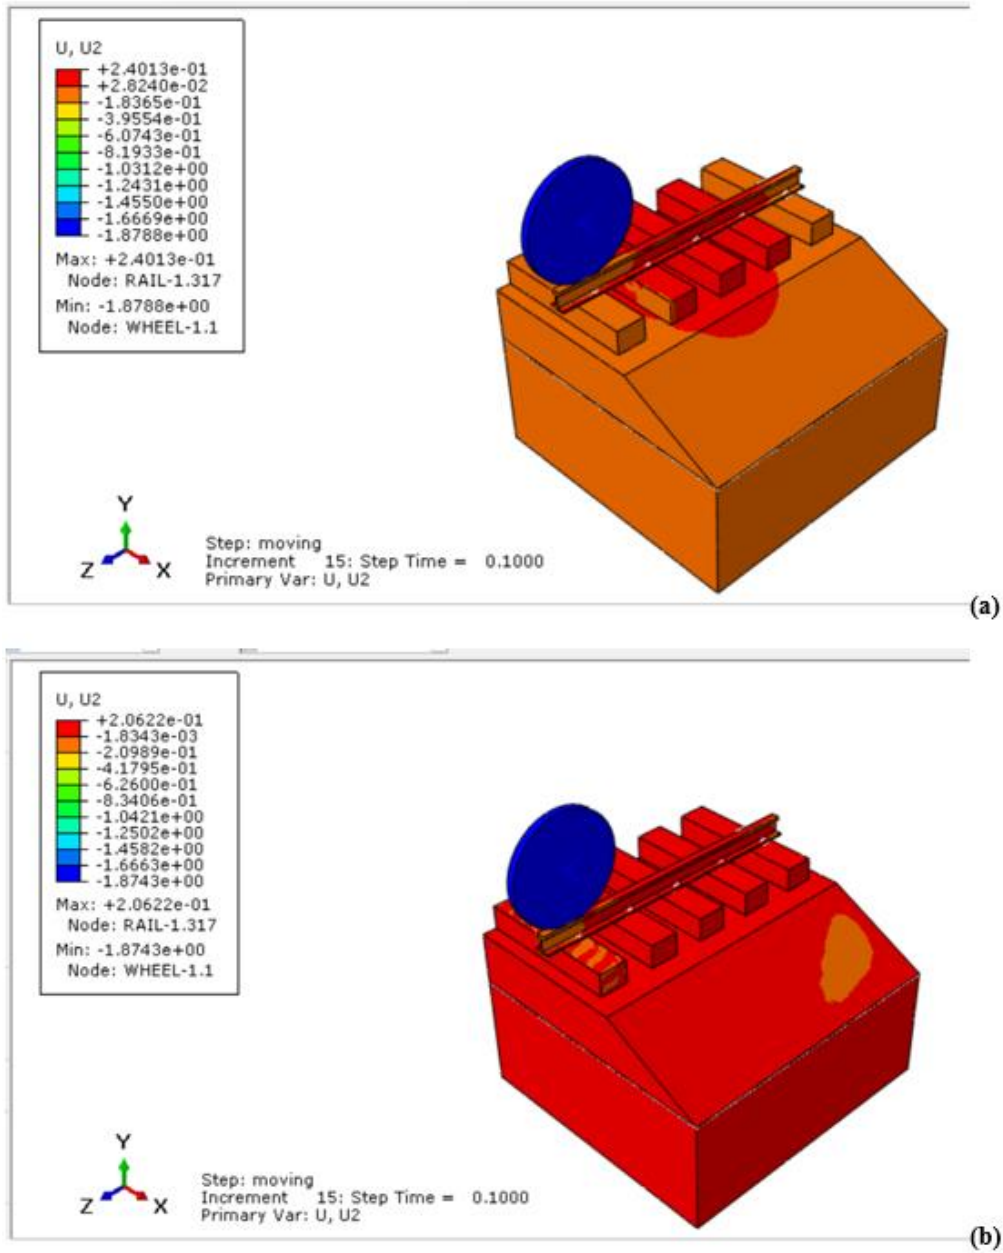 U, U2
+2.4013e-01
+2.8240e-02
-1.8365e-01
-3.9554e-01
-6.0743e-01
-8.1933e-01
-1.0312e+00
-1.2431e+00
-1.4550e+00
-1.6669e+00
-1.8788e+00
Max: +2.4013e-01
Node: RAIL-1.317
Min: -1.8788e+00
Node: WHEEL-1.1
Y
Z X
Step: moving
Increment 15: Step Time = 0.1000
Primary Var: U, U2
(a)
U, U2
+2.0622e-01
-1.8343e-03
-2.0989e-01
-4.1795e-01
-6.2600e-01
-8.3406e-01
-1.0421e+00
-1.2502e+00
-1.4582e+00
-1.6663e+00
-1.8743e+00
Max: +2.0622e-01
Node: RAIL-1.317
Min: -1.8743e+00
Node: WHEEL-1.1
Y
Z X
Step: moving
Increment 15: Step Time = 0.1000
Primary Var: U, U2
(b)